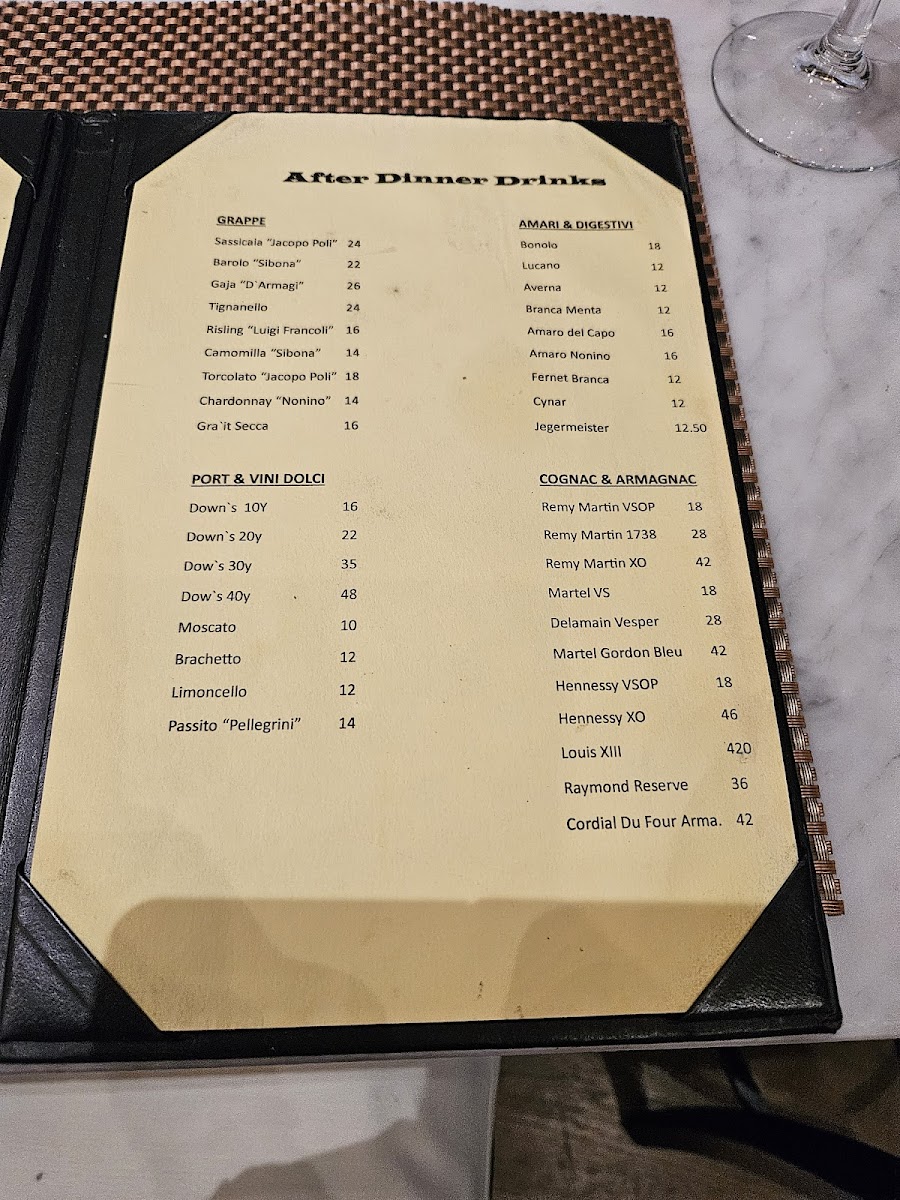 After Dinner Drinks
GRAPPE
Sassicaia “Jacopo Poli” 24
Barolo “Sibona” 22
Gaja “D`Armagi” 26
Tignanello 24
Risling “Luigi Francoli” 16
Camomilla “Sibona” 14
Torcolato “Jacopo Poli” 18
Chardonnay “Nonino” 14
Gra`it Secca 16
PORT & VINI DOLCI
Down`s 10Y 16
Down`s 20y 22
Dow`s 30y 35
Dow`s 40y 48
Moscato 10
Brachetto 12
Limoncello 12
Passito “Pellegrini” 14
AMARI & DIGESTIVI
Bonolo 18
Lucano 12
Averna 12
Branca Menta 12
Amaro del Capo 16
Amaro Nonino 16
Fernet Branca 12
Cynar 12
Jegermeister 12.50
COGNAC & ARMAGNAC
Remy Martin VSOP 18
Remy Martin 1738 28
Remy Martin XO 42
Martel VS 18
Delamain Vesper 28
Martel Gordon Bleu 42
Hennessy VSOP 18
Hennessy XO 46
Louis XIII 420
Raymond Reserve 36
Cordial Du Four Arma. 42